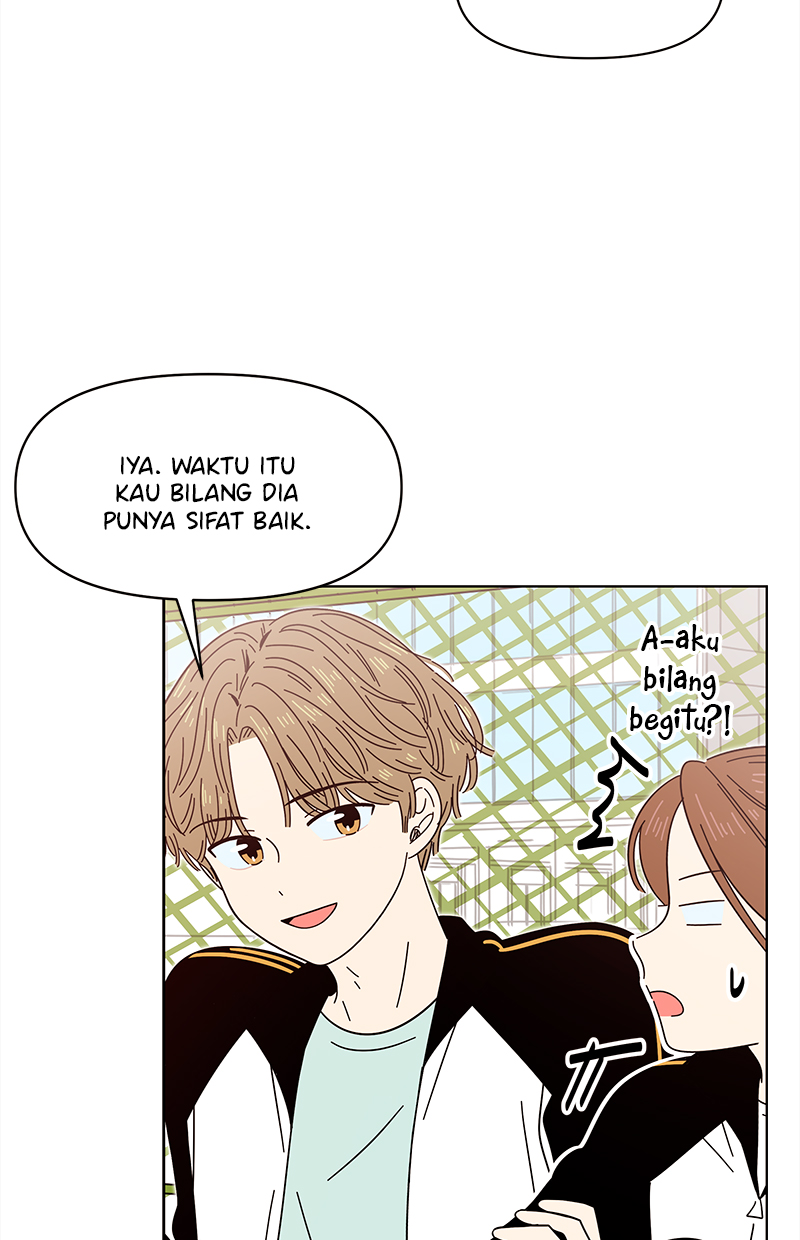 IYA. WAKTU ITU
KAU BILANG DIA
PUNYA SIFAT BAIK.
A-aku
bilang
begitu?!